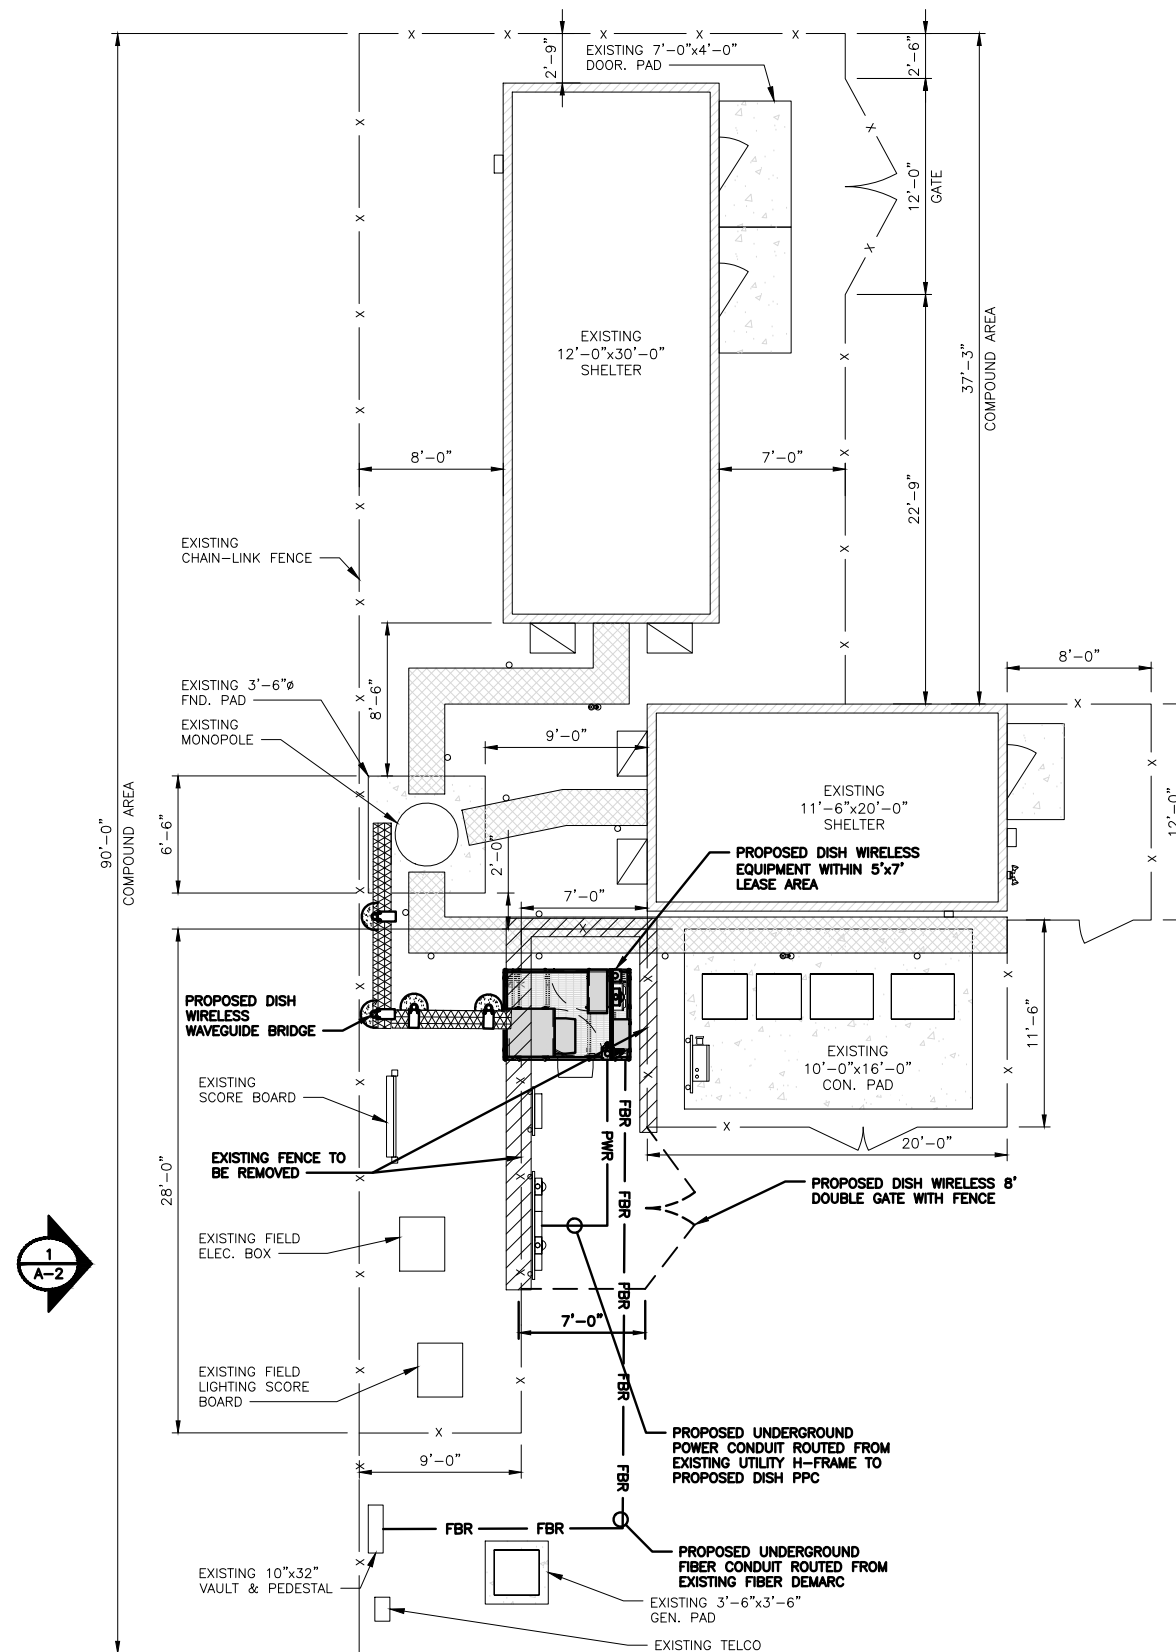 2'-9"
EXISTING 7'-0"x4'-0"
DOOR. PAD
2'-6"
12'-0"
GATE
EXISTING
12'-0"x30'-0"
SHELTER
37'-3"
COMPOUND AREA
8'-0"
7'-0"
22'-9"
EXISTING
CHAIN-LINK FENCE
8'-0"
EXISTING 3'-6"ø
FND. PAD
8'-6"
EXISTING
MONOPOLE
9'-0"
90'-0"
COMPOUND AREA
6'-6"
EXISTING
11'-6"x20'-0"
SHELTER
12'-0"
2'-0"
PROPOSED DISH WIRELESS
EQUIPMENT WITHIN 5'x7'
LEASE AREA
7'-0"
PROPOSED DISH
WIRELESS
WAVEGUIDE BRIDGE
11'-6"
EXISTING
10'-0"x16'-0"
CON. PAD
EXISTING
SCORE BOARD
FBR
PWR
20'-0"
EXISTING FENCE TO
BE REMOVED
28'-0"
PROPOSED DISH WIRELESS 8'
DOUBLE GATE WITH FENCE
FBR
1
A-2
EXISTING FIELD
ELEC. BOX
FBR
7'-0"
EXISTING FIELD
LIGHTING SCORE
BOARD
FBR
PROPOSED UNDERGROUND
POWER CONDUIT ROUTED FROM
EXISTING UTILITY H-FRAME TO
PROPOSED DISH PPC
9'-0"
FBR
FBR
FBR
PROPOSED UNDERGROUND
FIBER CONDUIT ROUTED FROM
EXISTING FIBER DEMARC
EXISTING 10"x32"
VAULT & PEDESTAL
EXISTING 3'-6"x3'-6"
GEN. PAD
EXISTING TELCO